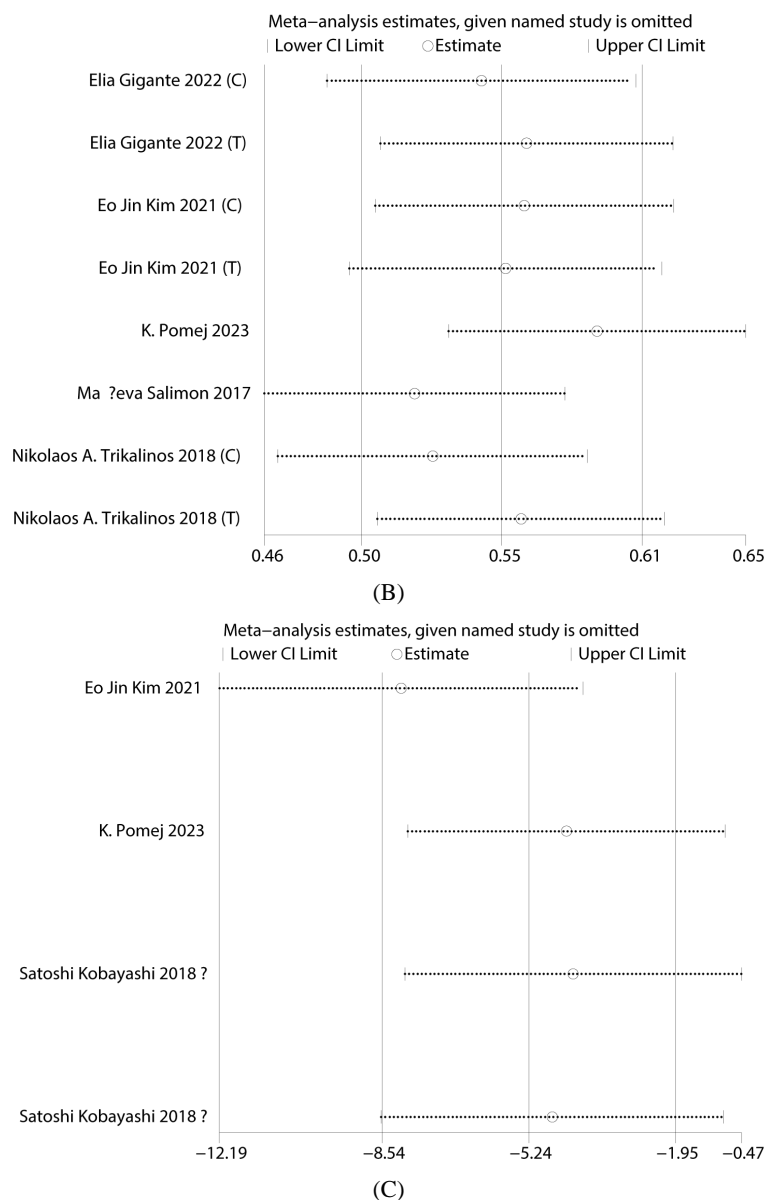 Meta−analysis estimates, given named study is omitted
Lower CI Limit Estimate Upper CI Limit
Elia Gigante 2022 (C)
Elia Gigante 2022 (T)
Eo Jin Kim 2021 (C)
Eo Jin Kim 2021 (T)
K. Pomej 2023
Ma ?eva Salimon 2017
Nikolaos A. Trikalinos 2018 (C)
Nikolaos A. Trikalinos 2018 (T)
0.46 0.50 0.55 0.61 0.65
(B)
Meta−analysis estimates, given named study is omitted
Lower CI Limit Estimate Upper CI Limit
Eo Jin Kim 2021
K. Pomej 2023
Satoshi Kobayashi 2018 ?
Satoshi Kobayashi 2018 ?
−12.19 −8.54 −5.24 −1.95 −0.47
(C)